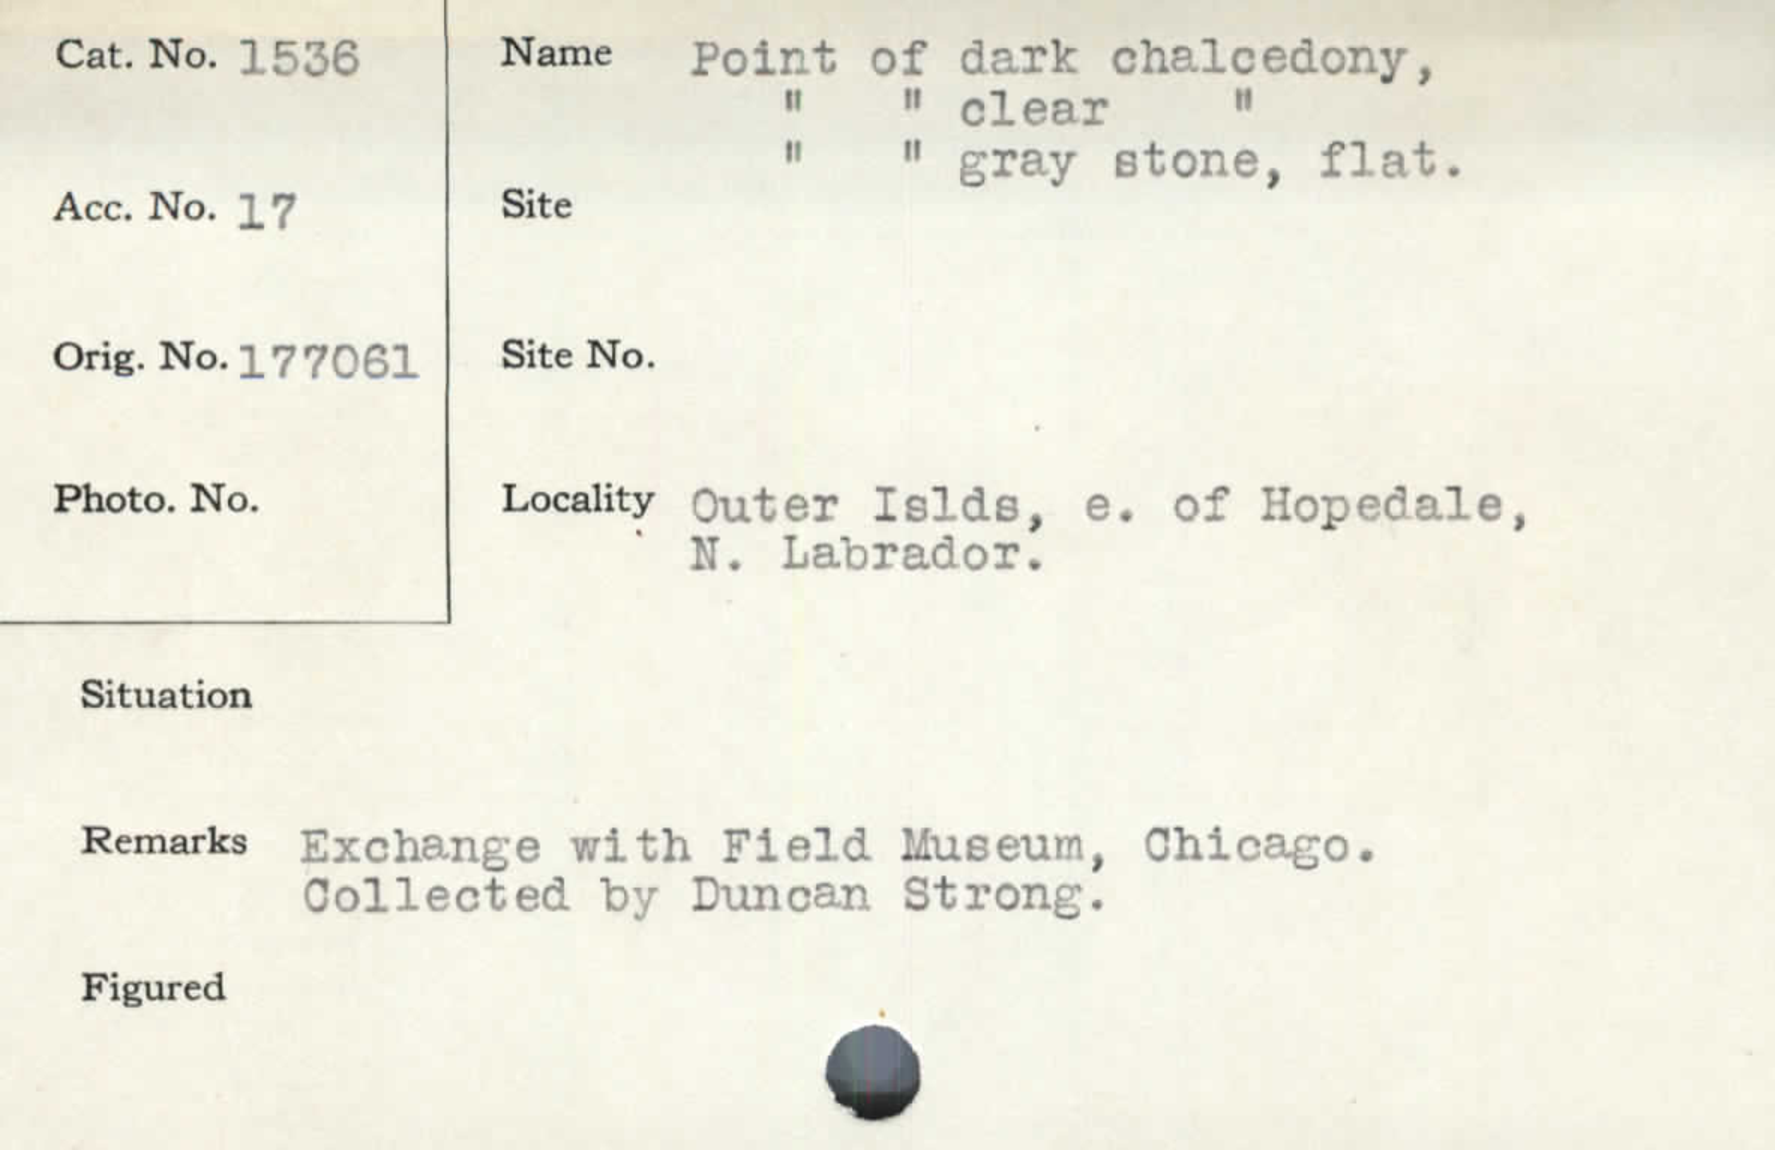 Cat. No. 1536
Name Point of dark chalcedony,
" " clear "
" " gray stone, flat.
Acc. No. 17
Site
Orig. No. 177061
Site No.
Photo. No.
Locality Outer Islds, e. of Hopedale,
N. Labrador.
Situation
Remarks Exchange with Field Museum, Chicago.
Collected by Duncan Strong.
Figured